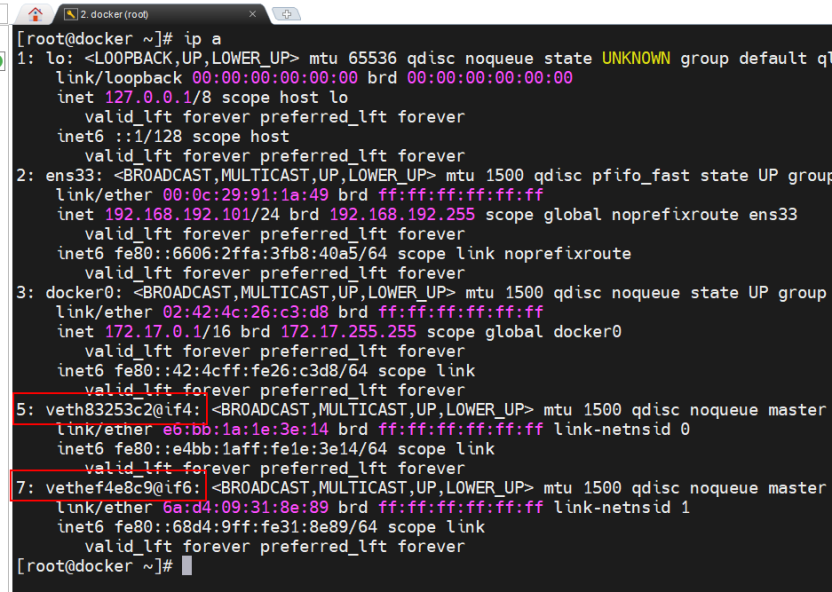 2. docker (root)
[root@docker ~]# ip a
1: lo: <LOOPBACK,UP,LOWER_UP> mtu 65536 qdisc noqueue state UNKNOWN group default ql
link/loopback 00:00:00:00:00:00 brd 00:00:00:00:00:00
inet 127.0.0.1/8 scope host lo
valid_lft forever preferred_lft forever
inet6 ::1/128 scope host
valid_lft forever preferred_lft forever
2: ens33: <BROADCAST,MULTICAST,UP,LOWER_UP> mtu 1500 qdisc pfifo_fast state UP group
link/ether 00:0c:29:91:1a:49 brd ff:ff:ff:ff:ff:ff
inet 192.168.192.101/24 brd 192.168.192.255 scope global noprefixroute ens33
valid_lft forever preferred_lft forever
inet6 fe80::6606:2ffa:3fb8:40a5/64 scope link noprefixroute
valid_lft forever preferred_lft forever
3: docker0: <BROADCAST,MULTICAST,UP,LOWER_UP> mtu 1500 qdisc noqueue state UP group
link/ether 02:42:4c:26:c3:d8 brd ff:ff:ff:ff:ff:ff
inet 172.17.0.1/16 brd 172.17.255.255 scope global docker0
valid_lft forever preferred_lft forever
inet6 fe80::42:4cff:fe26:c3d8/64 scope link
valid_lft forever preferred_lft forever
5: veth83253c2@if4: <BROADCAST,MULTICAST,UP,LOWER_UP> mtu 1500 qdisc noqueue master
link/ether e6:bb:1a:1e:3e:14 brd ff:ff:ff:ff:ff:ff link-netnsid 0
inet6 fe80::e4bb:1aff:fe1e:3e14/64 scope link
valid_lft forever preferred_lft forever
7: vethef4e8c9@if6: <BROADCAST,MULTICAST,UP,LOWER_UP> mtu 1500 qdisc noqueue master
link/ether 6a:d4:09:31:8e:89 brd ff:ff:ff:ff:ff:ff link-netnsid 1
inet6 fe80::68d4:9ff:fe31:8e89/64 scope link
valid_lft forever preferred_lft forever
[root@docker ~]#